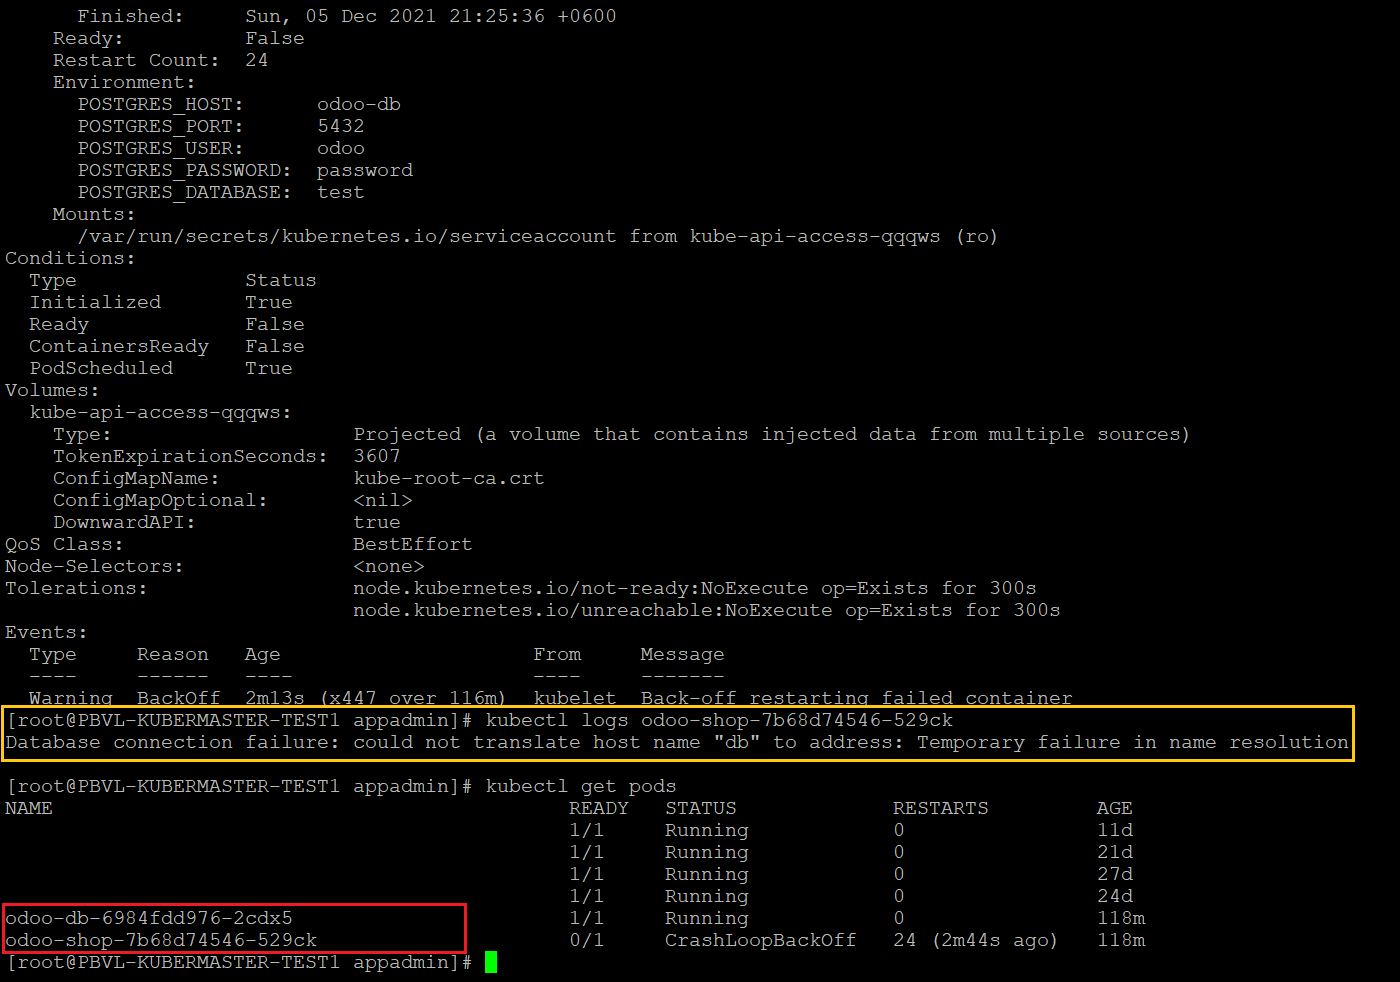 Finished:     Sun, 05 Dec 2021 21:25:36 +0600
Ready:          False
Restart Count:  24
Environment:
POSTGRES_HOST:      odoo-db
POSTGRES_PORT:      5432
POSTGRES_USER:      odoo
POSTGRES_PASSWORD:  password
POSTGRES_DATABASE:  test
Mounts:
/var/run/secrets/kubernetes.io/serviceaccount from kube-api-access-qqqws (ro)
Conditions:
Type              Status
Initialized       True
Ready             False
ContainersReady   False
PodScheduled      True
Volumes:
kube-api-access-qqqws:
Type:                    Projected (a volume that contains injected data from multiple sources)
TokenExpirationSeconds:  3607
ConfigMapName:           kube-root-ca.crt
ConfigMapOptional:       <nil>
DownwardAPI:             true
QoS Class:                   BestEffort
Node-Selectors:              <none>
Tolerations:                 node.kubernetes.io/not-ready:NoExecute op=Exists for 300s
node.kubernetes.io/unreachable:NoExecute op=Exists for 300s
Events:
Type     Reason   Age                     From     Message
----     ------   ----                    ----     -------
Warning  BackOff  2m13s (x447 over 116m)  kubelet  Back-off restarting failed container
[root@PBVL-KUBERMASTER-TEST1 appadmin]# kubectl logs odoo-shop-7b68d74546-529ck
Database connection failure: could not translate host name "db" to address: Temporary failure in name resolution
[root@PBVL-KUBERMASTER-TEST1 appadmin]# kubectl get pods
NAME                                           READY   STATUS             RESTARTS         AGE
1/1     Running            0                11d
1/1     Running            0                21d
1/1     Running            0                27d
1/1     Running            0                24d
odoo-db-6984fdd976-2cdx5                       1/1     Running            0                118m
odoo-shop-7b68d74546-529ck                     0/1     CrashLoopBackOff   24 (2m44s ago)   118m
[root@PBVL-KUBERMASTER-TEST1 appadmin]#